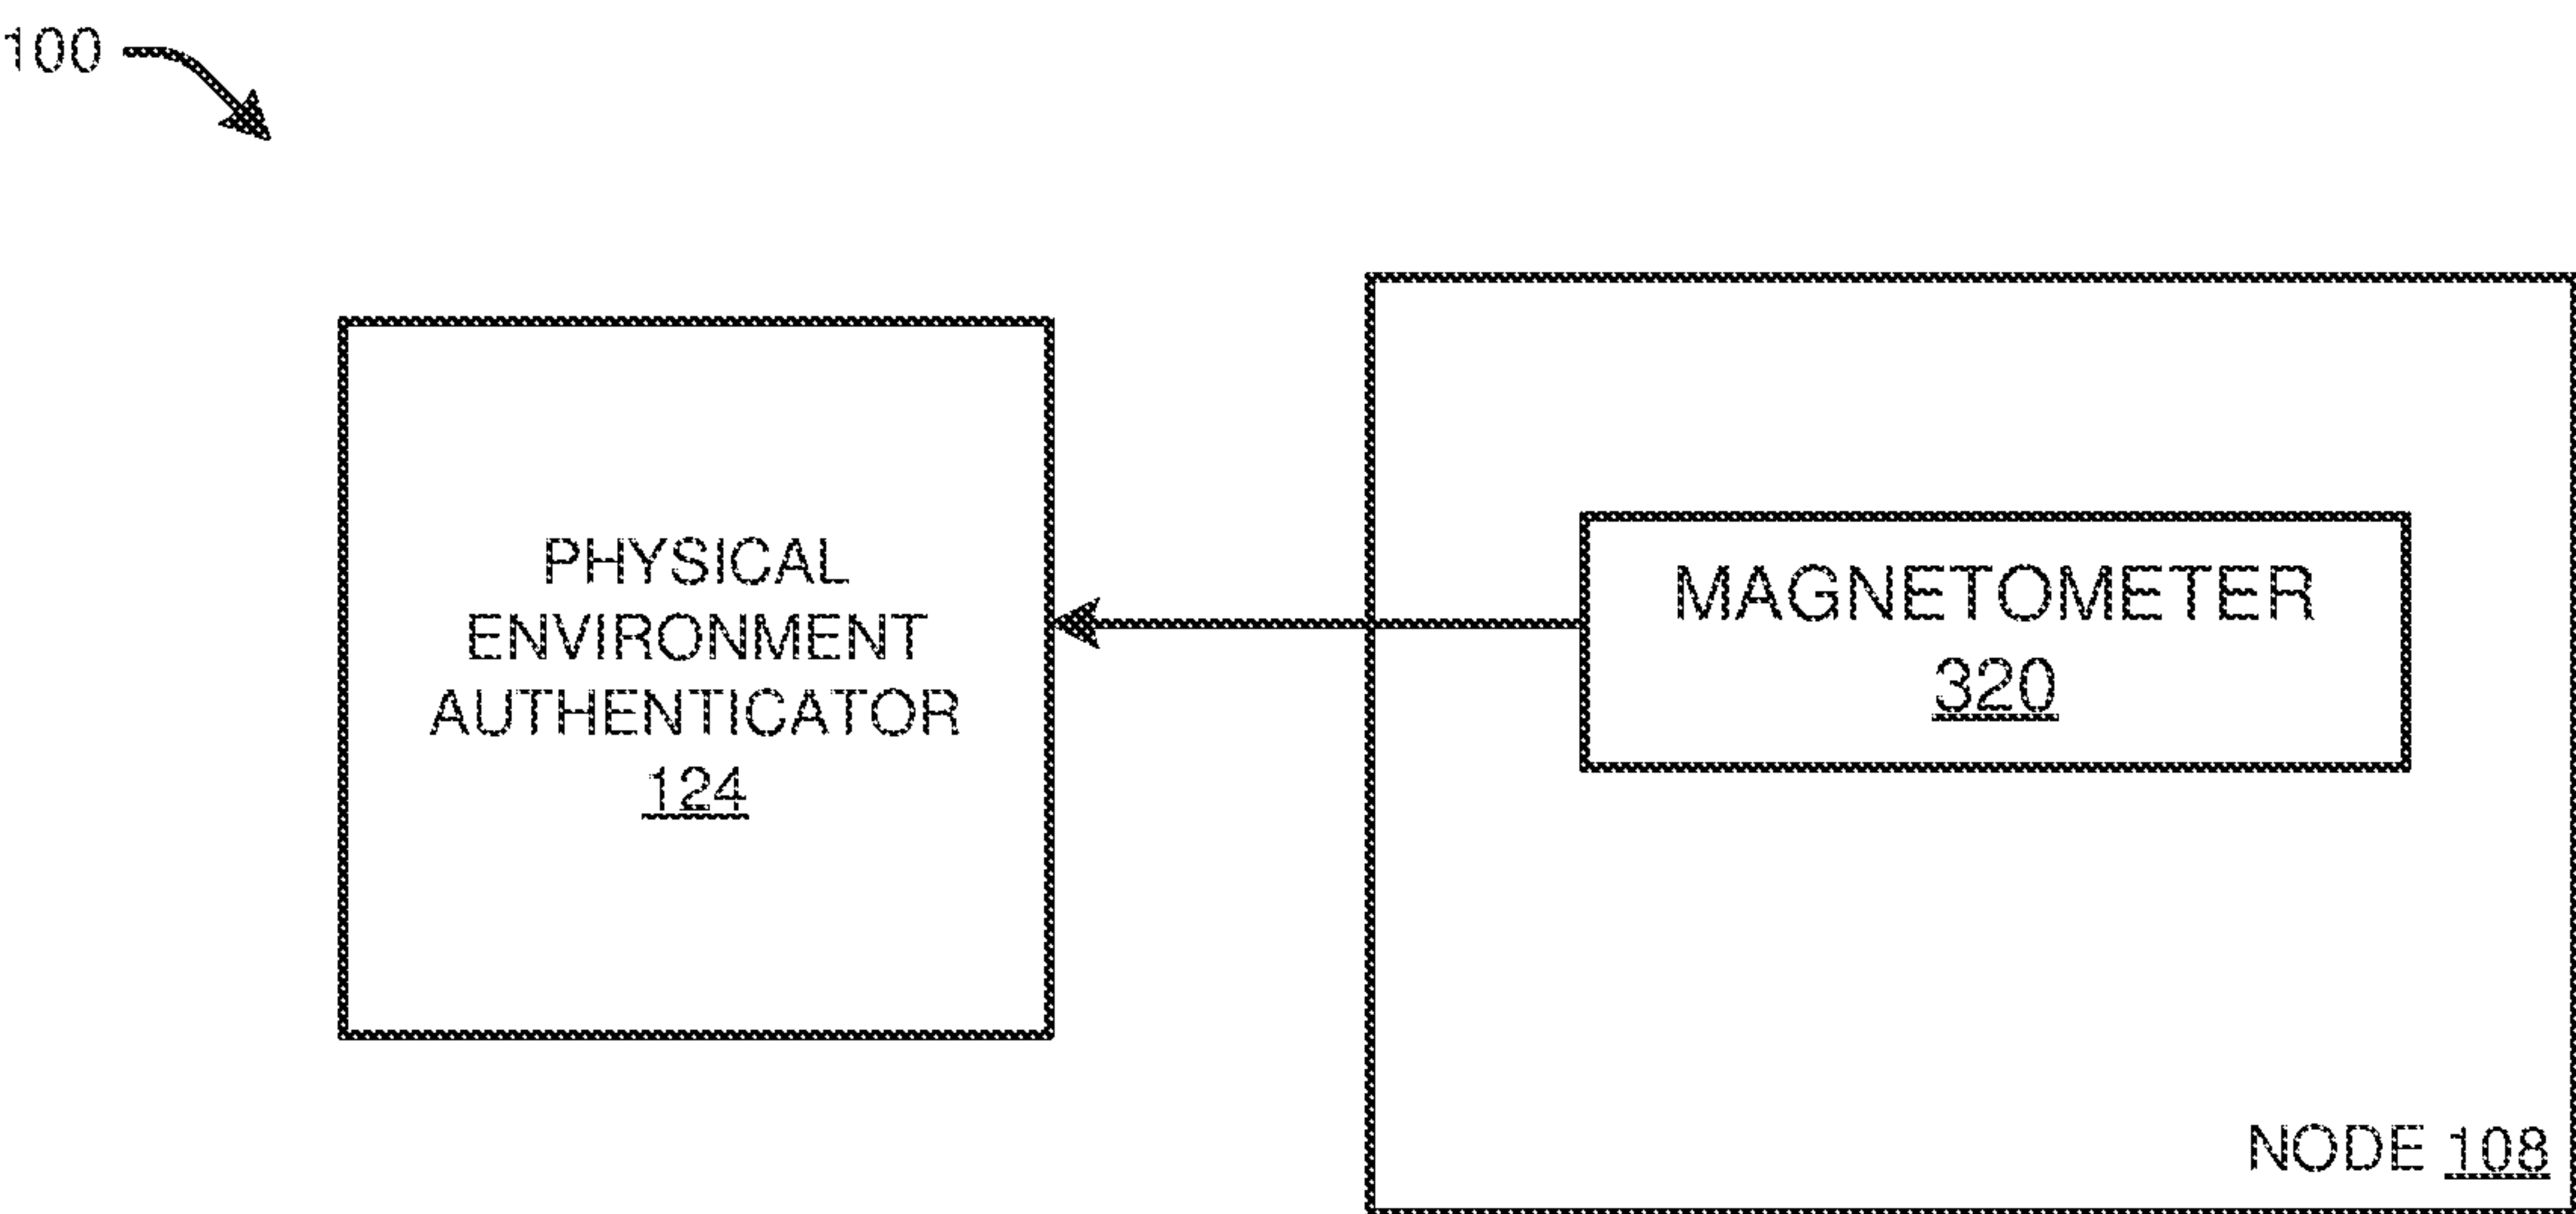 100
PHYSICAL
ENVIRONMENT
AUTHENTICATOR
124
MAGNETOMETER
320
NODE 108